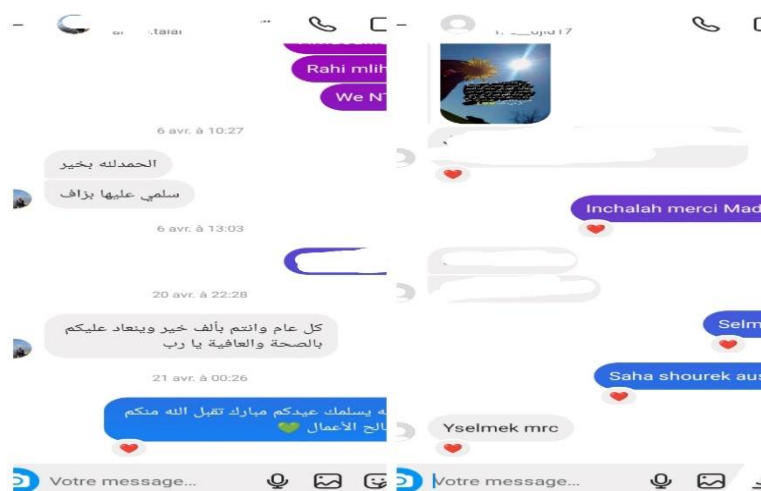 Rahi mlih
We
6 avr. à 10:27
الحمدلله بخير
سلمي عليها بزاف
6 avr. à 13:03
20 avr. à 22:28
كل عام وانتم بألف خير وينعاد عليكم
بالصحة والعافية يا رب
21 avr. à 00:26
يسلمك عيدكم مبارك تقبل الله منكم
الأعمال 💚
Votre message...
Inchalah merci Mad
Selm
Saha shourek aus
Yselmek mrc
Votre message...